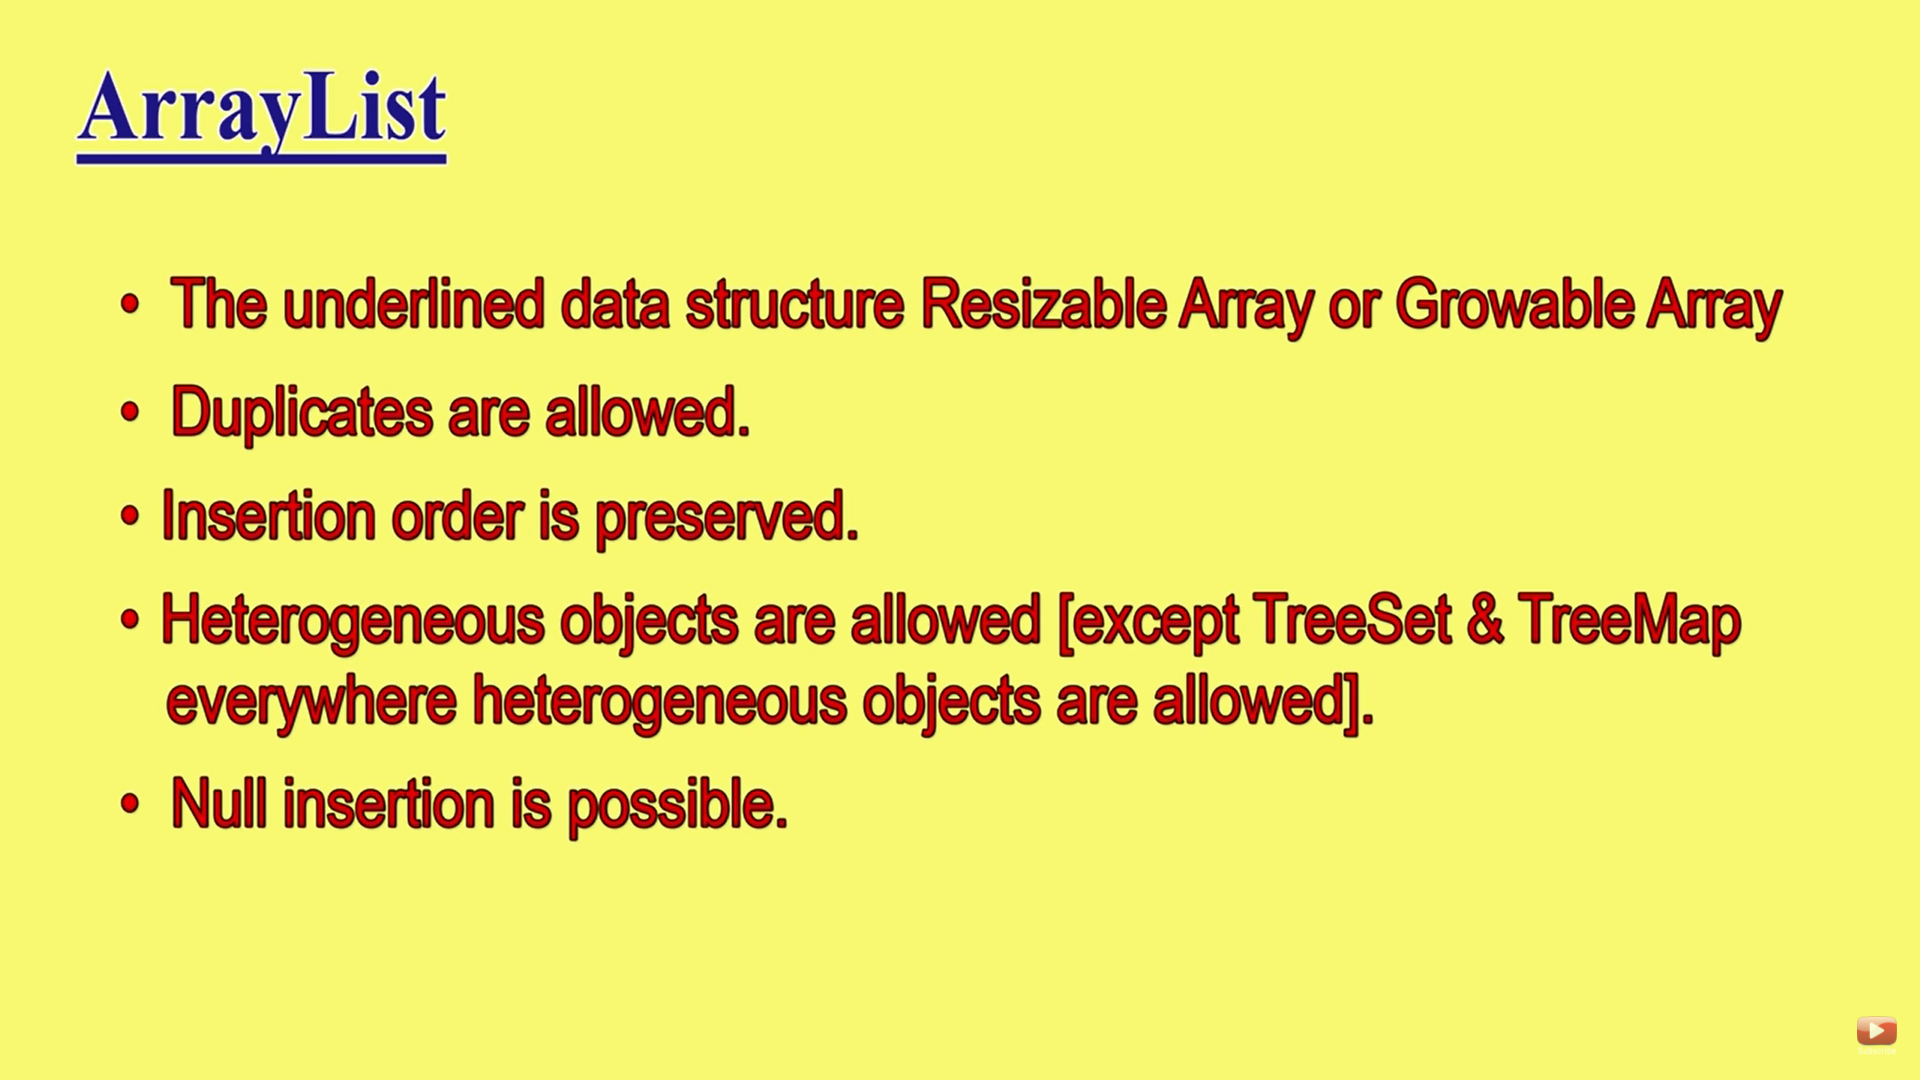 ArrayList
• The underlined data structure Resizable Array or Growable Array
• Duplicates are allowed.
• Insertion order is preserved.
• Heterogeneous objects are allowed [except TreeSet & TreeMap
everywhere heterogeneous objects are allowed].
• Null insertion is possible.